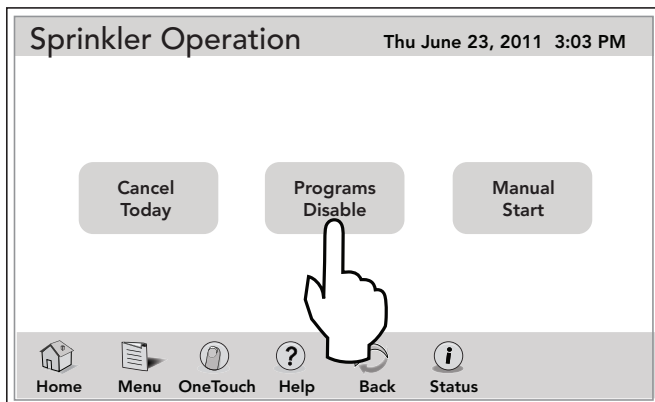 Sprinkler Operation Thu June 23, 2011 3:03 PM
Cancel Today
Programs Disable
Manual Start
Home Menu OneTouch ? Help Back i Status